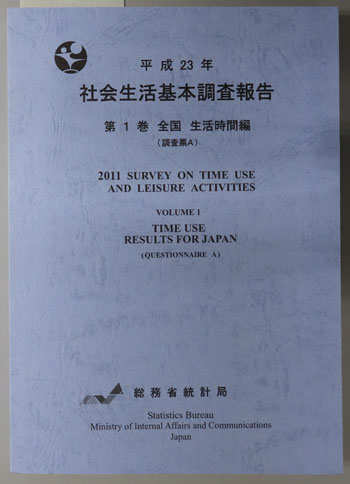 平成 23 年
社会生活基本調査報告
第 1 巻 全国 生活時間編
(調査票A)
2011 SURVEY ON TIME USE
AND LEISURE ACTIVITIES
VOLUME 1
TIME USE
RESULTS FOR JAPAN
(QUESTIONNAIRE A)
総務省統計局
Statistics Bureau
Ministry of Internal Affairs and Communications
Japan